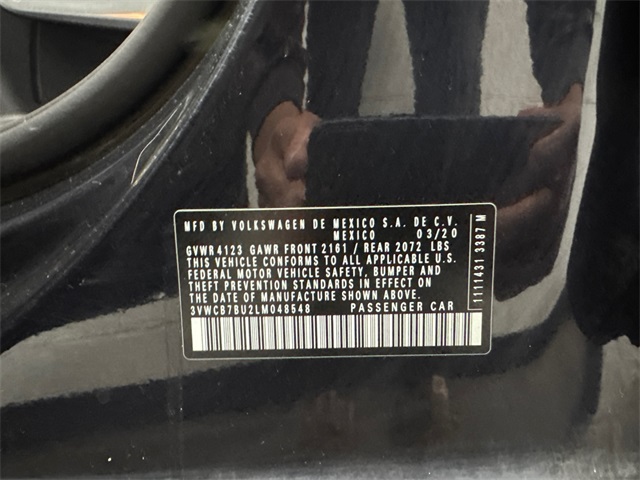 MFD BY VOLKSWAGEN DE MEXICO S.A. DE C.V.
MEXICO 03/20
GVWR 4123 GAWR FRONT 2161 / REAR 2072 LBS
THIS VEHICLE CONFORMS TO ALL APPLICABLE U.S.
FEDERAL MOTOR VEHICLE SAFETY, BUMPER AND
THEFT PREVENTION STANDARDS IN EFFECT ON
THE DATE OF MANUFACTURE SHOWN ABOVE.
3VWCB7BU2LM048548 PASSENGER CAR
1111431 3387 M